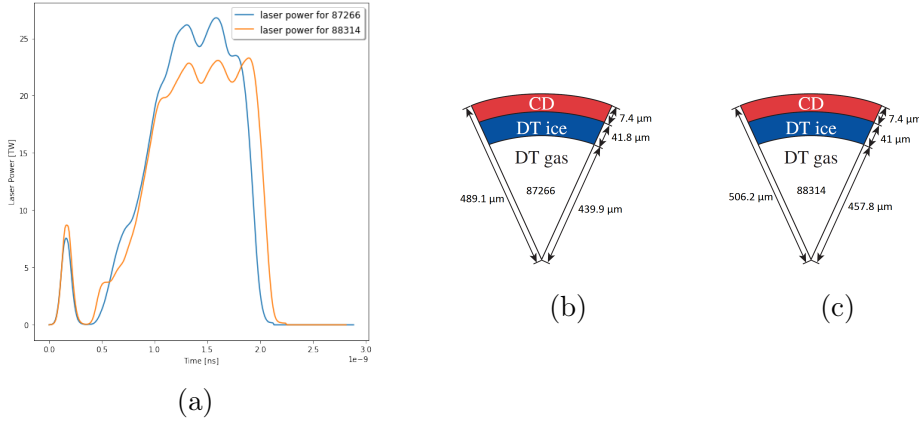 laser power for 87266
laser power for 88314
25
20
15
10
5
0
Laser Power [TW]
0.0 0.5 1.0 1.5 2.0 2.5 3.0
Time [ns]
1e-9
(a)
CD
DT ice
DT gas
87266
7.4 μm
41.8 μm
489.1 μm
439.9 μm
(b)
CD
DT ice
DT gas
88314
7.4 μm
41 μm
506.2 μm
457.8 μm
(c)